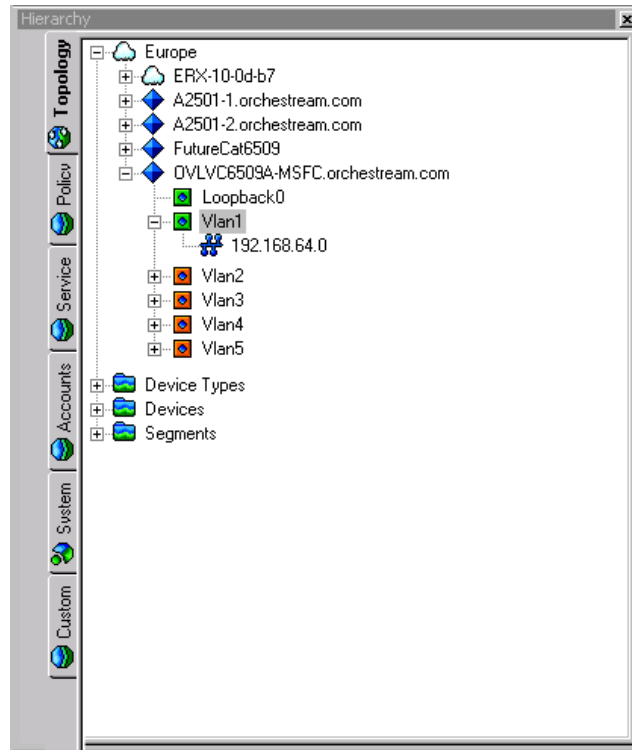 Hierarchy
Topology
Policy
Service
Accounts
System
Custom
Europe
ERX-10-0d-b7
A2501-1.orchestream.com
A2501-2.orchestream.com
FutureCat6509
OVLVC6509A-MSFC.orchestream.com
Loopback0
Vlan1
192.168.64.0
Vlan2
Vlan3
Vlan4
Vlan5
Device Types
Devices
Segments